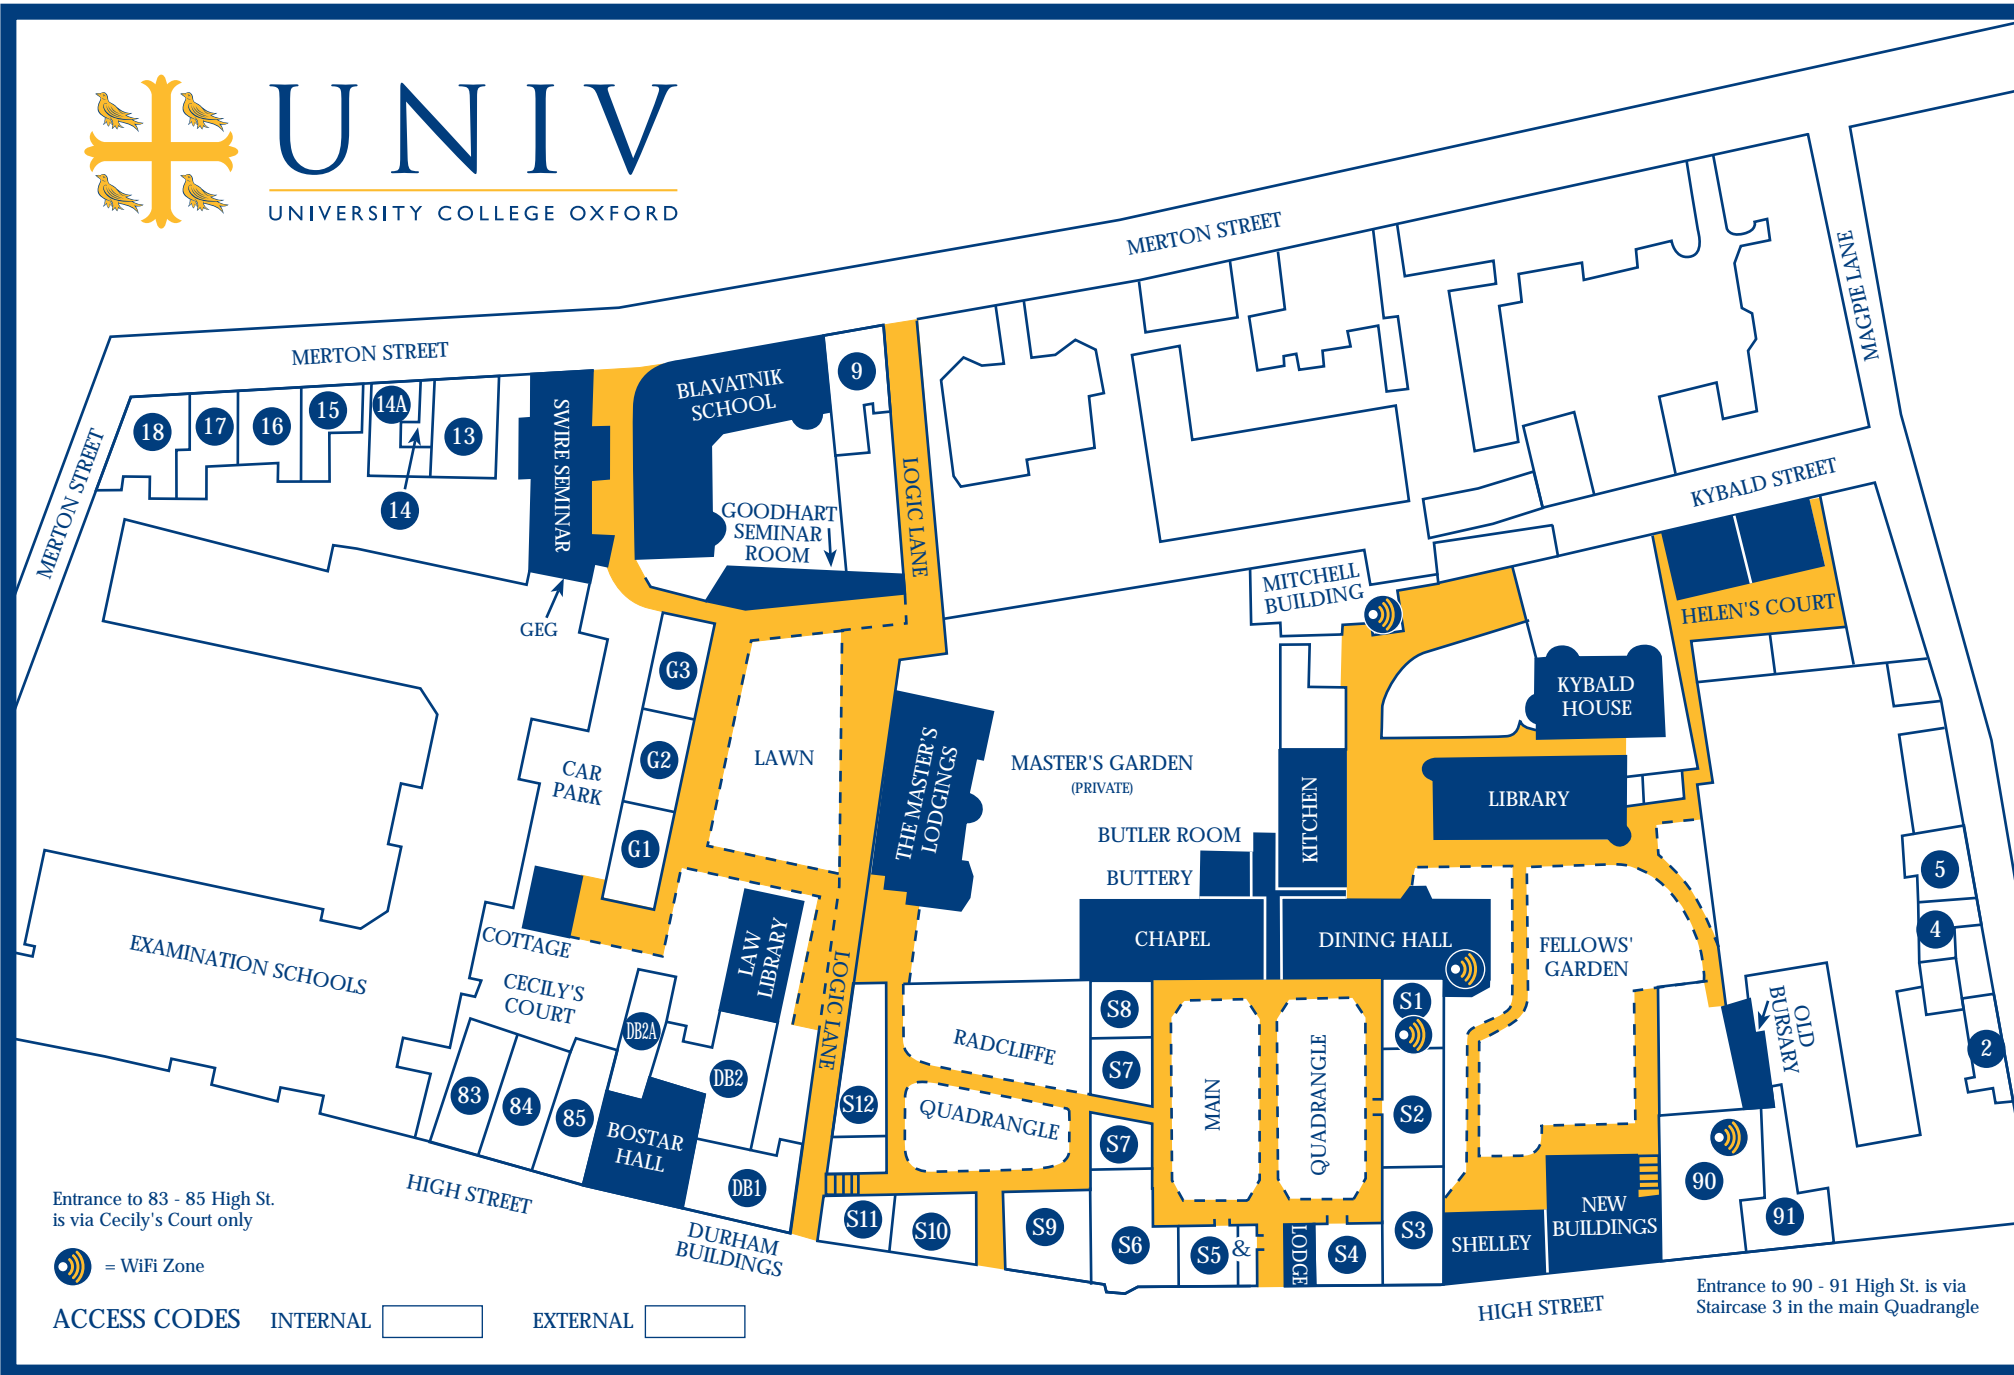 UNIV
UNIVERSITY COLLEGE OXFORD
MERTON STREET
MERTON STREET
MAGPIE LANE
MERTON STREET
18
17
16
15
14A
14
13
SWIRE SEMINAR
GEG
BLAVATNIK
SCHOOL
9
GOODHART
SEMINAR
ROOM
LOGIC LANE
KYBALD STREET
MITCHELL
BUILDING
HELEN'S COURT
KYBALD
HOUSE
G3
G2
G1
LAWN
CAR
PARK
THE MASTER'S
LODGINGS
MASTER'S GARDEN
(PRIVATE)
KITCHEN
LIBRARY
BUTLER ROOM
BUTTERY
CHAPEL
DINING HALL
FELLOWS'
GARDEN
5
4
2
OLD
BURSARY
EXAMINATION SCHOOLS
COTTAGE
CECILY'S
COURT
LAW
LIBRARY
LOGIC LANE
DB2A
DB2
DB1
83
84
85
BOSTAR
HALL
S12
RADCLIFFE
QUADRANGLE
S8
S7
S7
MAIN
QUADRANGLE
S1
S2
S3
S11
S10
S9
S6
S5
&
LODGE
S4
SHELLEY
NEW
BUILDINGS
90
91
HIGH STREET
DURHAM
BUILDINGS
HIGH STREET
Entrance to 83 - 85 High St.
is via Cecily's Court only
= WiFi Zone
ACCESS CODES INTERNAL EXTERNAL
Entrance to 90 - 91 High St. is via
Staircase 3 in the main Quadrangle